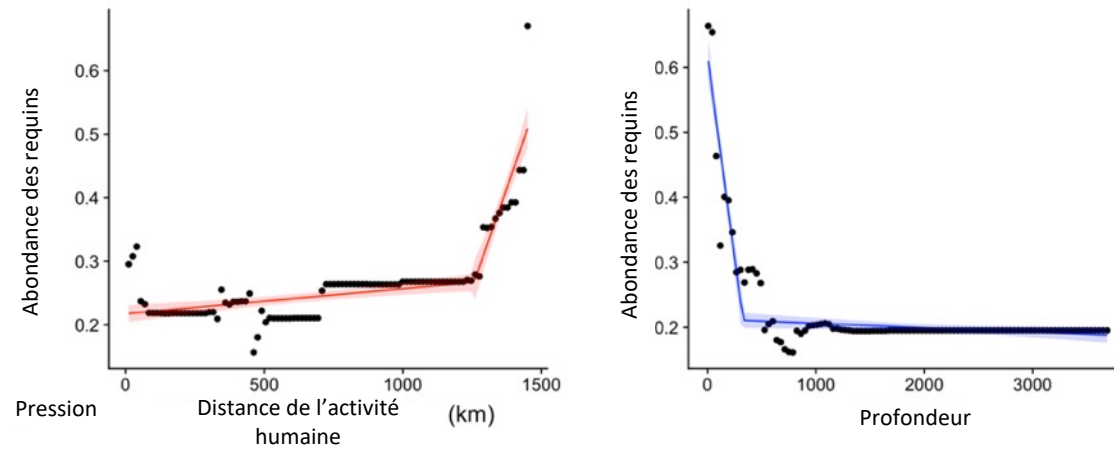 Abondance des requins
0.6
0.5
0.4
0.3
0.2
0
500
1000
1500
Pression
Distance de l’activité
humaine
(km)
Abondance des requins
0.6
0.5
0.4
0.3
0.2
0
1000
2000
3000
Profondeur